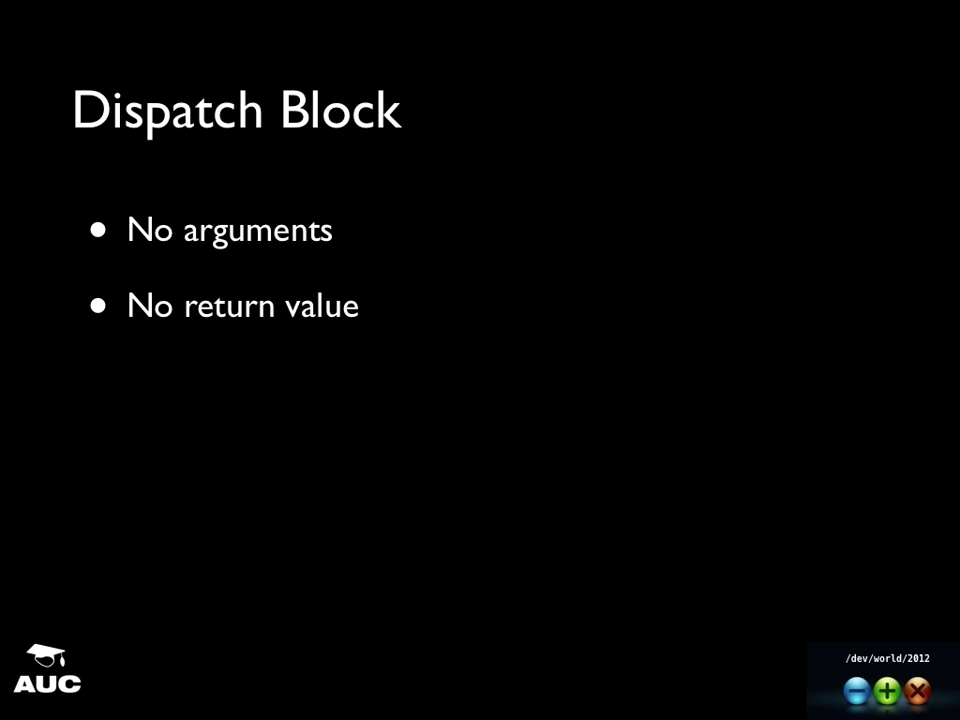 Dispatch Block
• No arguments
• No return value
AUC
/dev/world/2012